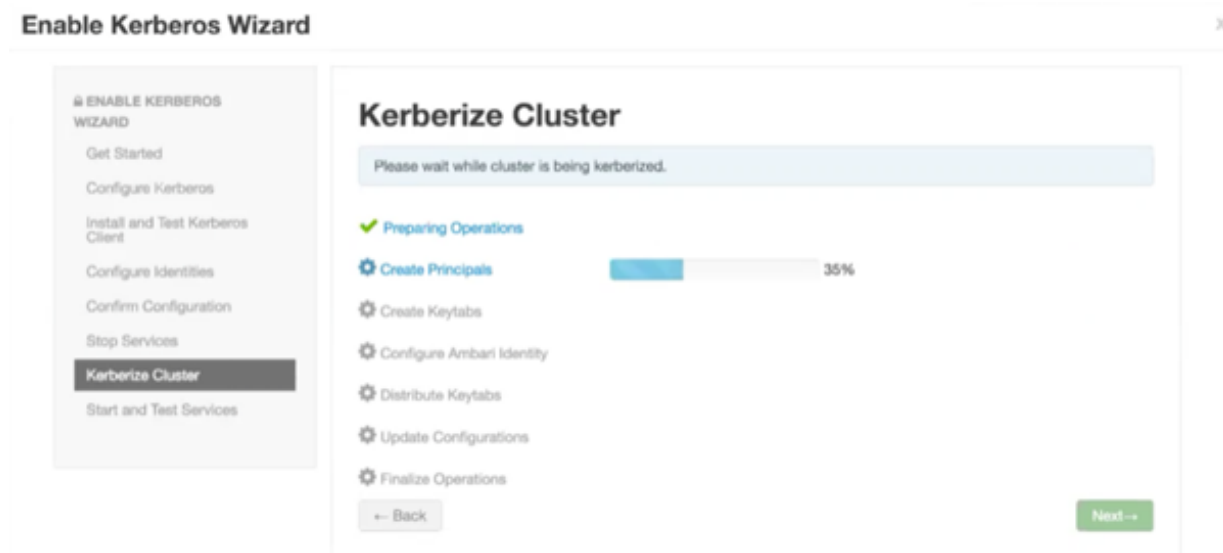 Enable Kerberos Wizard
ENABLE KERBEROS
WIZARD
Get Started
Configure Kerberos
Install and Test Kerberos
Client
Configure Identities
Confirm Configuration
Stop Services
Kerberize Cluster
Start and Test Services
Kerberize Cluster
Please wait while cluster is being kerberized.
Preparing Operations
Create Principals 35%
Create Keytabs
Configure Ambari Identity
Distribute Keytabs
Update Configurations
Finalize Operations
← Back
Next→